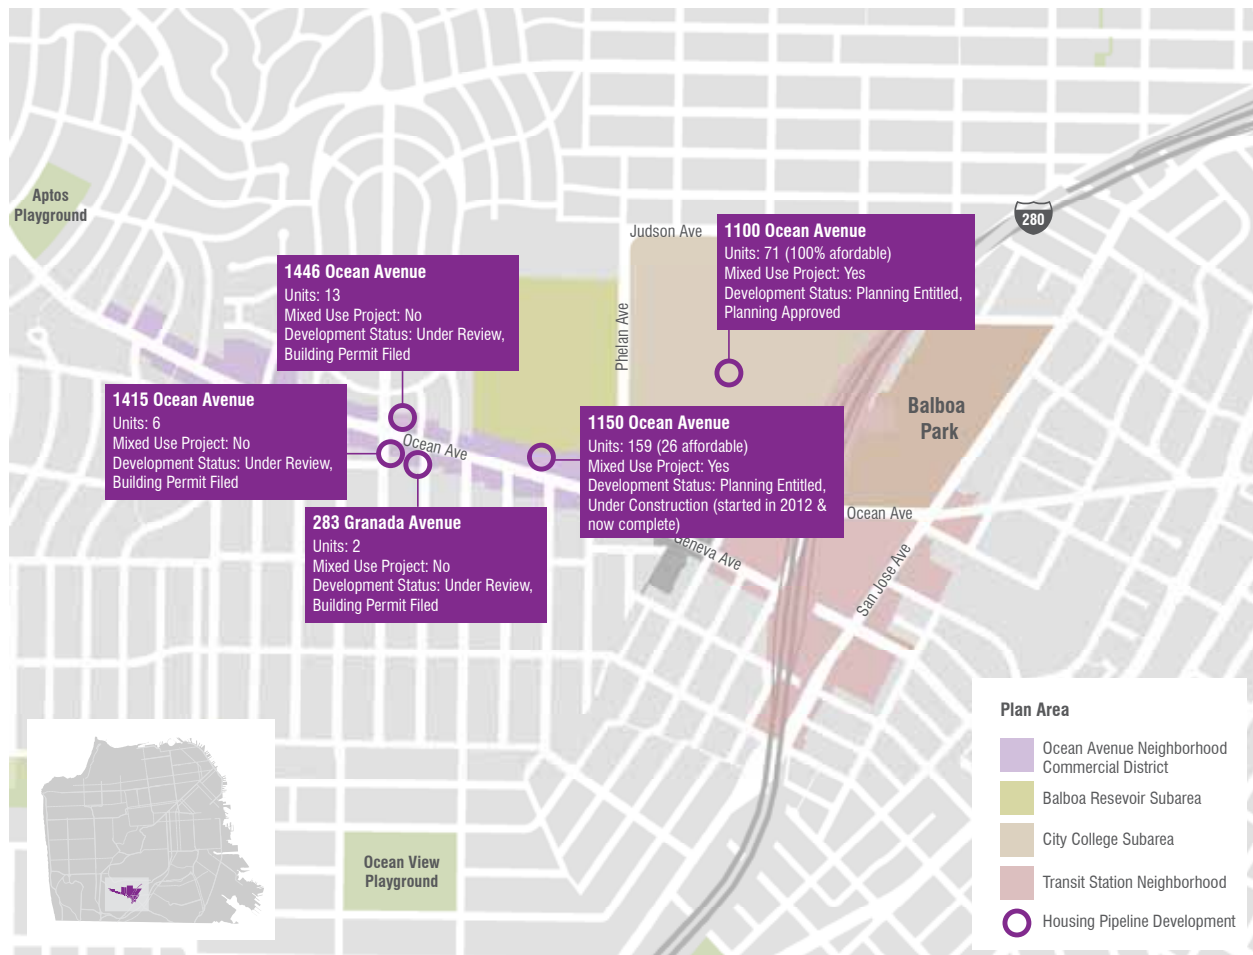 Aptos
Playground
280
Judson Ave
1100 Ocean Avenue
Units: 71 (100% afordable)
Mixed Use Project: Yes
Development Status: Planning Entitled,
Planning Approved
1446 Ocean Avenue
Units: 13
Mixed Use Project: No
Development Status: Under Review,
Building Permit Filed
Phelan Ave
1415 Ocean Avenue
Units: 6
Mixed Use Project: No
Development Status: Under Review,
Building Permit Filed
Ocean Ave
Balboa
Park
1150 Ocean Avenue
Units: 159 (26 affordable)
Mixed Use Project: Yes
Development Status: Planning Entitled,
Under Construction (started in 2012 &
now complete)
Ocean Ave
283 Granada Avenue
Units: 2
Mixed Use Project: No
Development Status: Under Review,
Building Permit Filed
Geneva Ave
San Jose Ave
Plan Area
Ocean Avenue Neighborhood
Commercial District
Balboa Resevoir Subarea
City College Subarea
Transit Station Neighborhood
Housing Pipeline Development
Ocean View
Playground